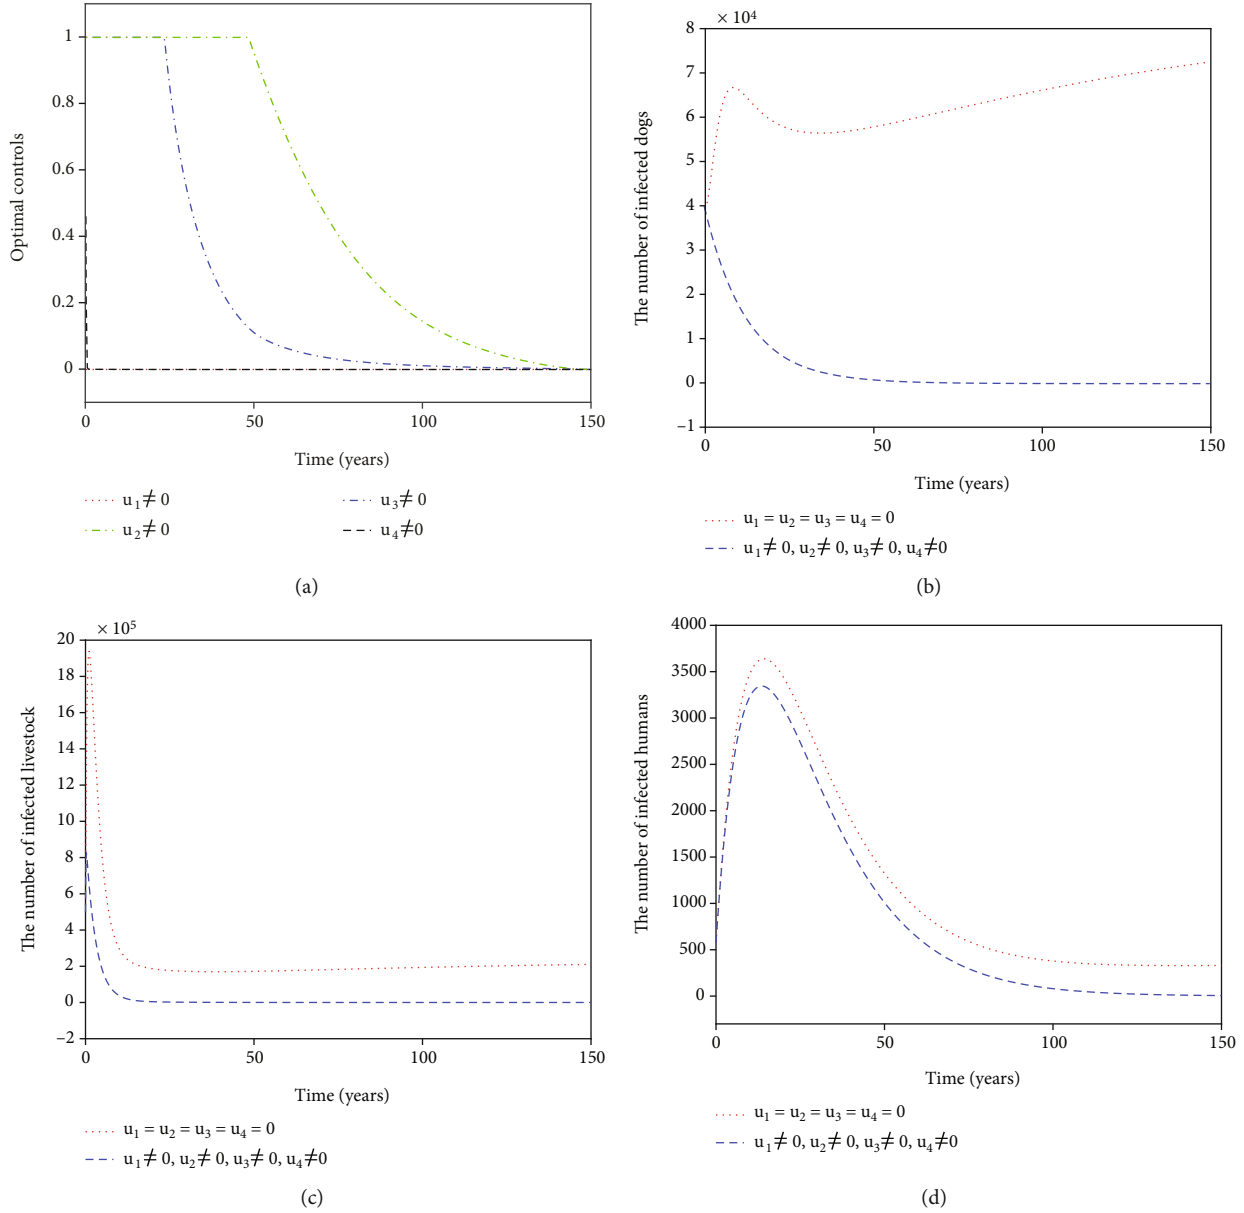 1
0.8
0.6
0.4
0.2
0
Optimal controls
0 50 100 150
Time (years)
u1 ≠ 0
u2 ≠ 0
u3 ≠ 0
u4 ≠ 0
(a)
× 10⁴
8
7
6
5
4
3
2
1
0
–1
The number of infected dogs
0 50 100 150
Time (years)
u1 = u2 = u3 = u4 = 0
u1 ≠ 0, u2 ≠ 0, u3 ≠ 0, u4 ≠ 0
(b)
× 10⁵
20
18
16
14
12
10
8
6
4
2
0
–2
The number of infected livestock
0 50 100 150
Time (years)
u1 = u2 = u3 = u4 = 0
u1 ≠ 0, u2 ≠ 0, u3 ≠ 0, u4 ≠ 0
(c)
4000
3500
3000
2500
2000
1500
1000
500
0
The number of infected humans
0 50 100 150
Time (years)
u1 = u2 = u3 = u4 = 0
u1 ≠ 0, u2 ≠ 0, u3 ≠ 0, u4 ≠ 0
(d)